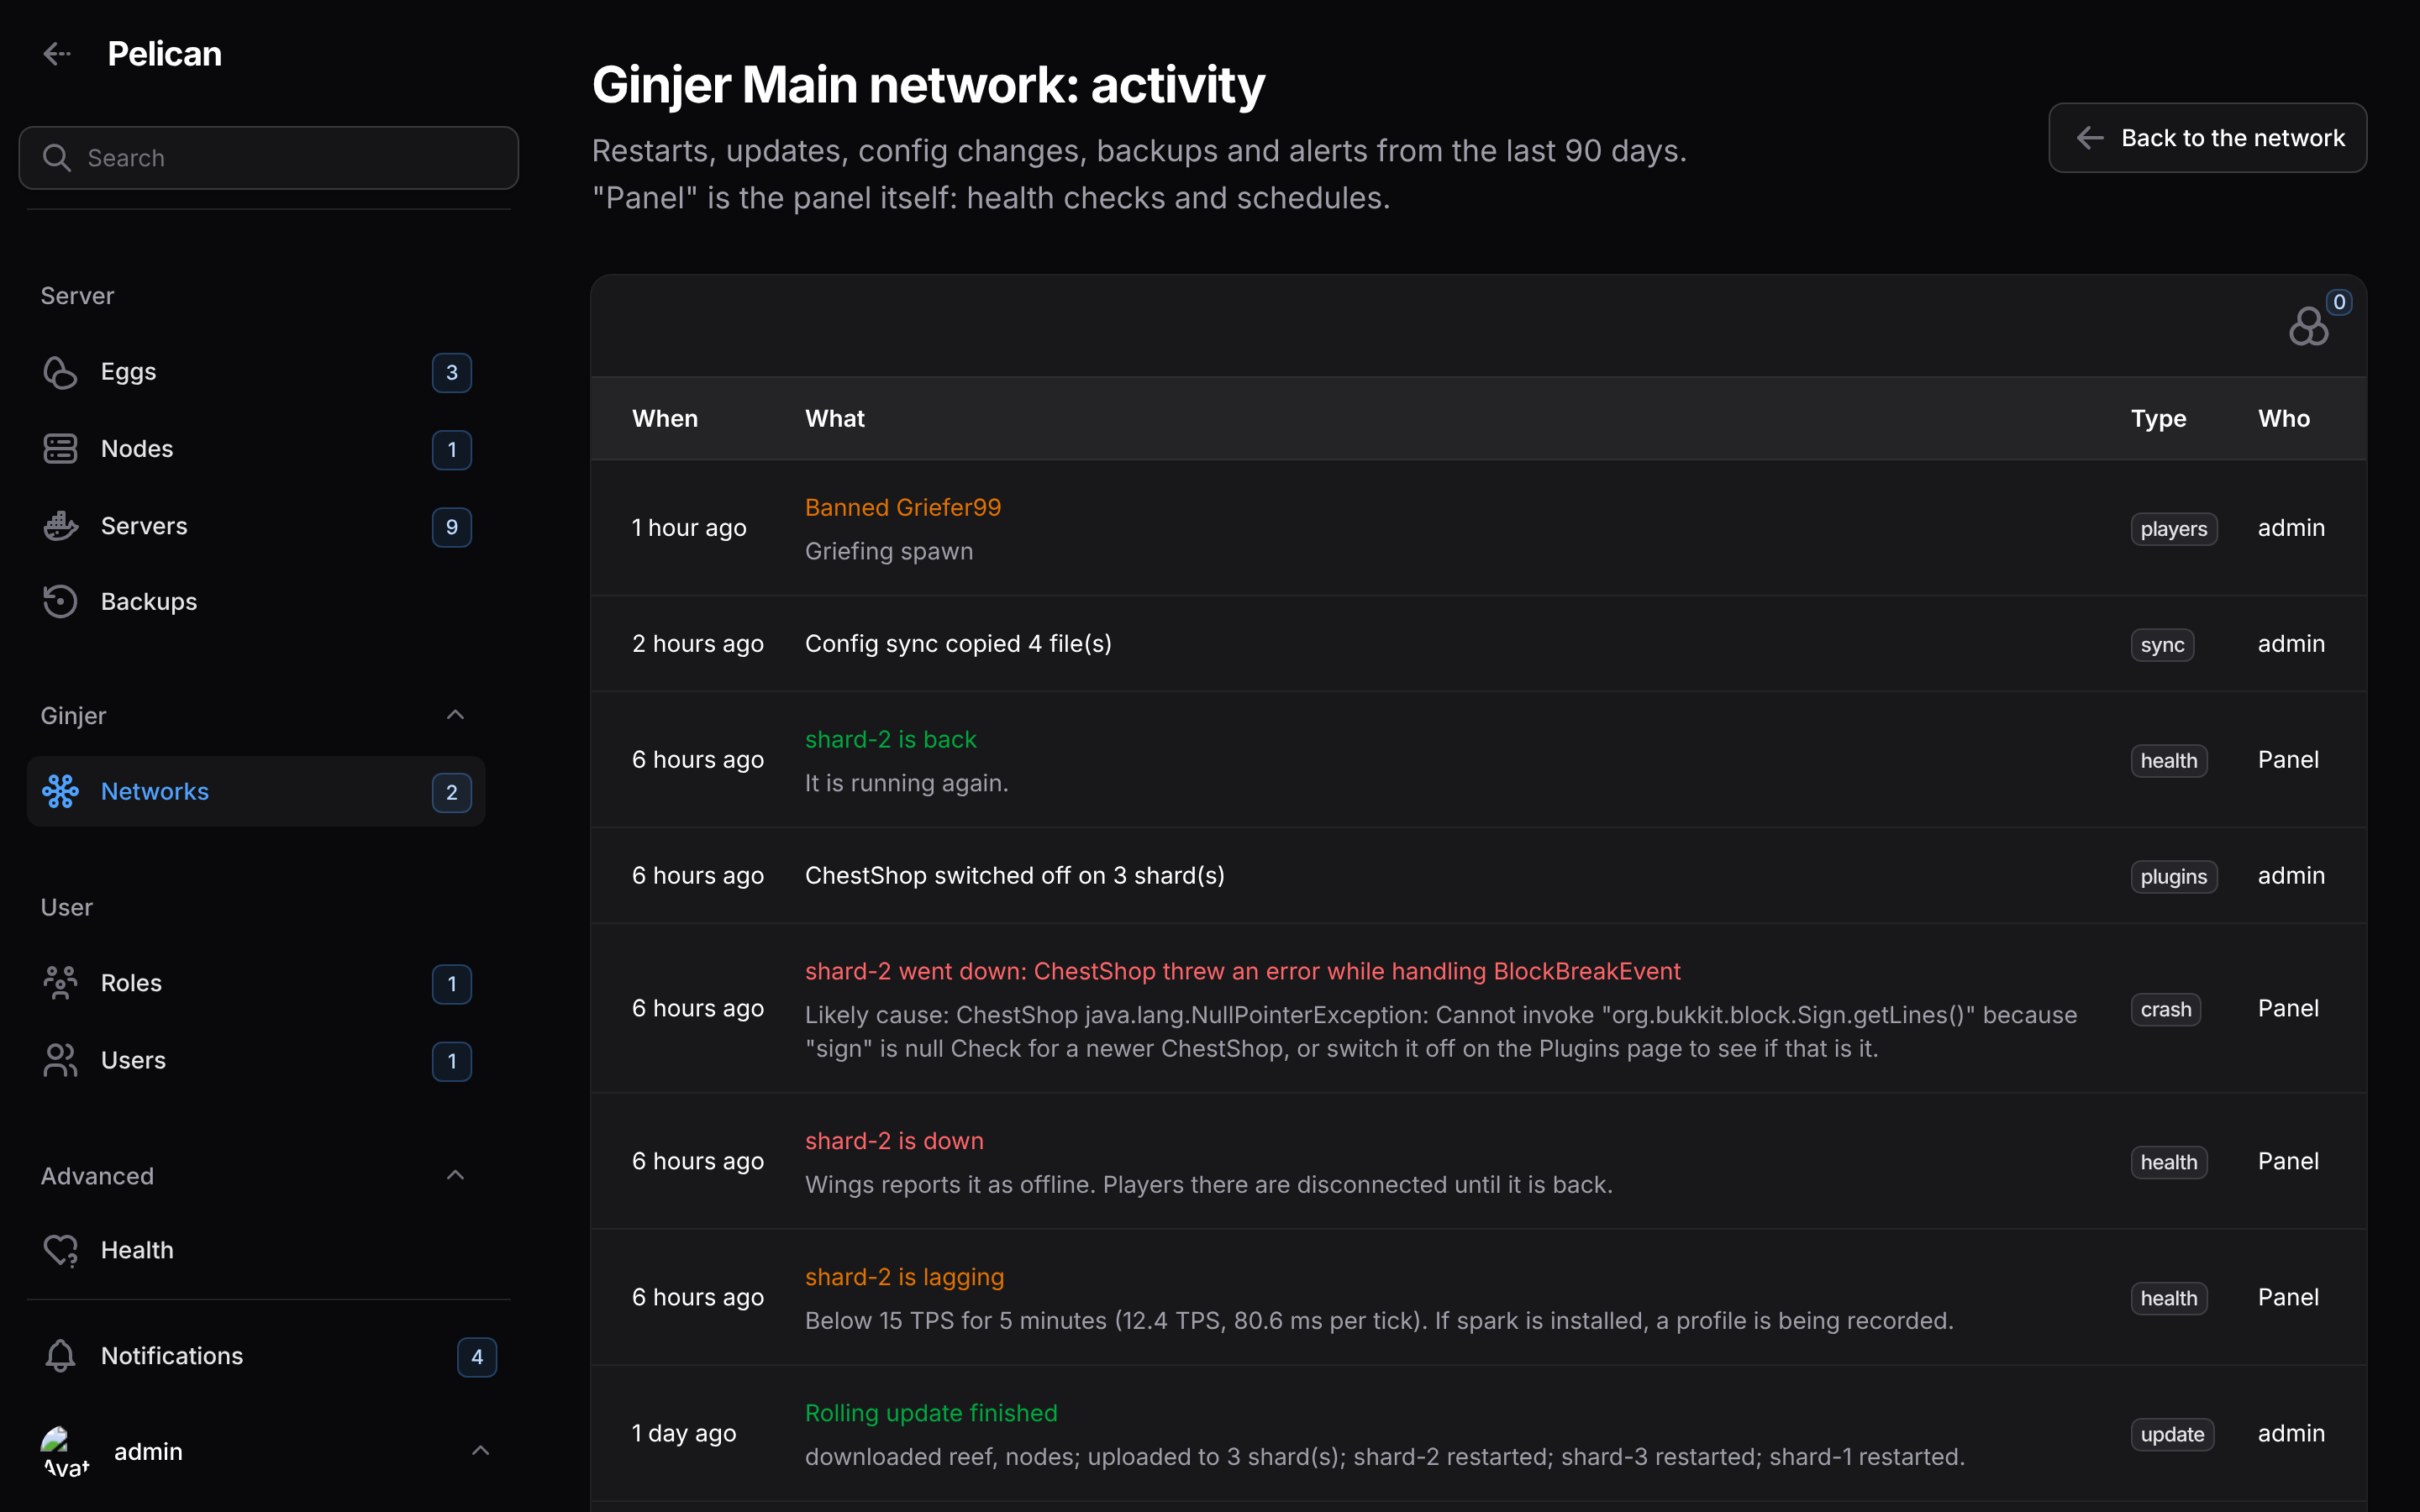 Pelican
Search
Server
Eggs 3
Nodes 1
Servers 9
Backups
Ginjer
Networks 2
User
Roles 1
Users 1
Advanced
Health
Notifications 4
Avat
admin
Ginjer Main network: activity
Restarts, updates, config changes, backups and alerts from the last 90 days.
"Panel" is the panel itself: health checks and schedules.
Back to the network
0
When What Type Who
1 hour ago Banned Griefer99 players admin
Griefing spawn
2 hours ago Config sync copied 4 file(s) sync admin
6 hours ago shard-2 is back health Panel
It is running again.
6 hours ago ChestShop switched off on 3 shard(s) plugins admin
6 hours ago shard-2 went down: ChestShop threw an error while handling BlockBreakEvent crash Panel
Likely cause: ChestShop java.lang.NullPointerException: Cannot invoke "org.bukkit.block.Sign.getLines()" because
"sign" is null Check for a newer ChestShop, or switch it off on the Plugins page to see if that is it.
6 hours ago shard-2 is down health Panel
Wings reports it as offline. Players there are disconnected until it is back.
6 hours ago shard-2 is lagging health Panel
Below 15 TPS for 5 minutes (12.4 TPS, 80.6 ms per tick). If spark is installed, a profile is being recorded.
1 day ago Rolling update finished update admin
downloaded reef, nodes; uploaded to 3 shard(s); shard-2 restarted; shard-3 restarted; shard-1 restarted.